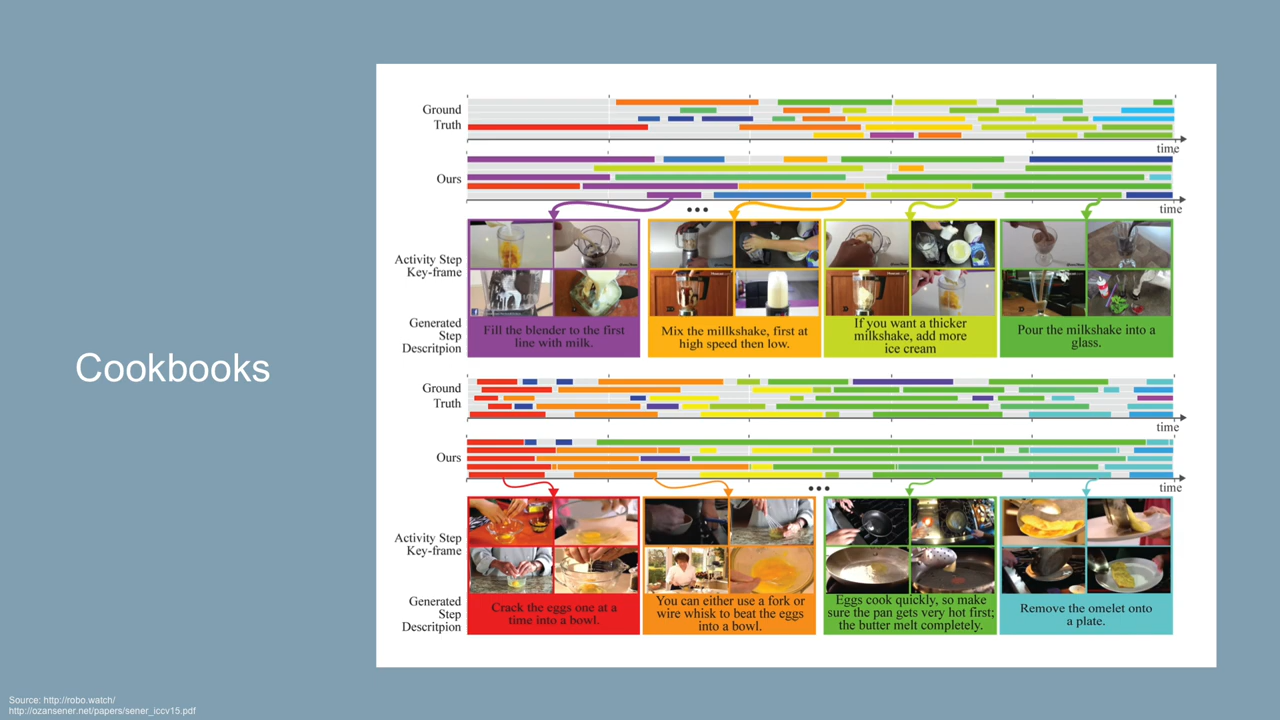 Cookbooks
Ground
Truth
time
Ours
time
Activity Step
Key-frame
Generated
Step
Descritpion
Fill the blender to the first
line with milk.
Mix the millkshake, first at
high speed then low.
If you want a thicker
milkshake, add more
ice cream
Pour the milkshake into a
glass.
Ground
Truth
time
Ours
time
Activity Step
Key-frame
Generated
Step
Descritpion
Crack the eggs one at a
time into a bowl.
You can either use a fork or
wire whisk to beat the eggs
into a bowl.
Eggs cook quickly, so make
sure the pan gets very hot first;
the butter melt completely.
Remove the omelet onto
a plate.
Source: http://robo.watch/
http://ozansener.net/papers/sener_iccv15.pdf